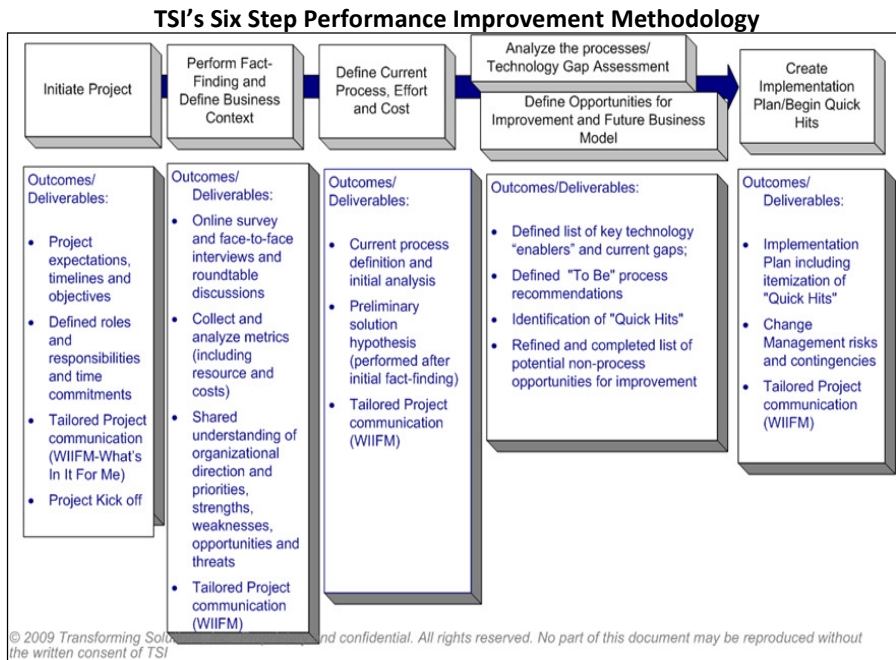 TSI’s Six Step Performance Improvement Methodology
Initiate Project
Perform Fact-
Finding and
Define Business
Context
Define Current
Process, Effort
and Cost
Analyze the processes/
Technology Gap Assessment
Define Opportunities for
Improvement and Future Business
Model
Create
Implementation
Plan/Begin Quick
Hits
Outcomes/
Deliverables:
• Project
expectations,
timelines and
objectives
• Defined roles
and
responsibilities
and time
commitments
• Tailored Project
communication
(WIIFM-What's
In It For Me)
• Project Kick off
Outcomes/
Deliverables:
• Online survey
and face-to-face
interviews and
roundtable
discussions
• Collect and
analyze metrics
(including
resource and
costs)
• Shared
understanding of
organizational
direction and
priorities,
strengths,
weaknesses,
opportunities and
threats
• Tailored Project
communication
(WIIFM)
Outcomes/
Deliverables:
• Current process
definition and
initial analysis
• Preliminary
solution
hypothesis
(performed after
initial fact-finding)
• Tailored Project
communication
(WIIFM)
Outcomes/Deliverables:
• Defined list of key technology
“enablers” and current gaps;
• Defined "To Be" process
recommendations
• Identification of "Quick Hits"
• Refined and completed list of
potential non-process
opportunities for improvement
Outcomes/
Deliverables:
• Implementation
Plan including
itemization of
"Quick Hits"
• Change
Management risks
and contingencies
• Tailored Project
communication
(WIIFM)
© 2009 Transforming and confidential. All rights reserved. No part of this document may be reproduced without
the written consent of TSI